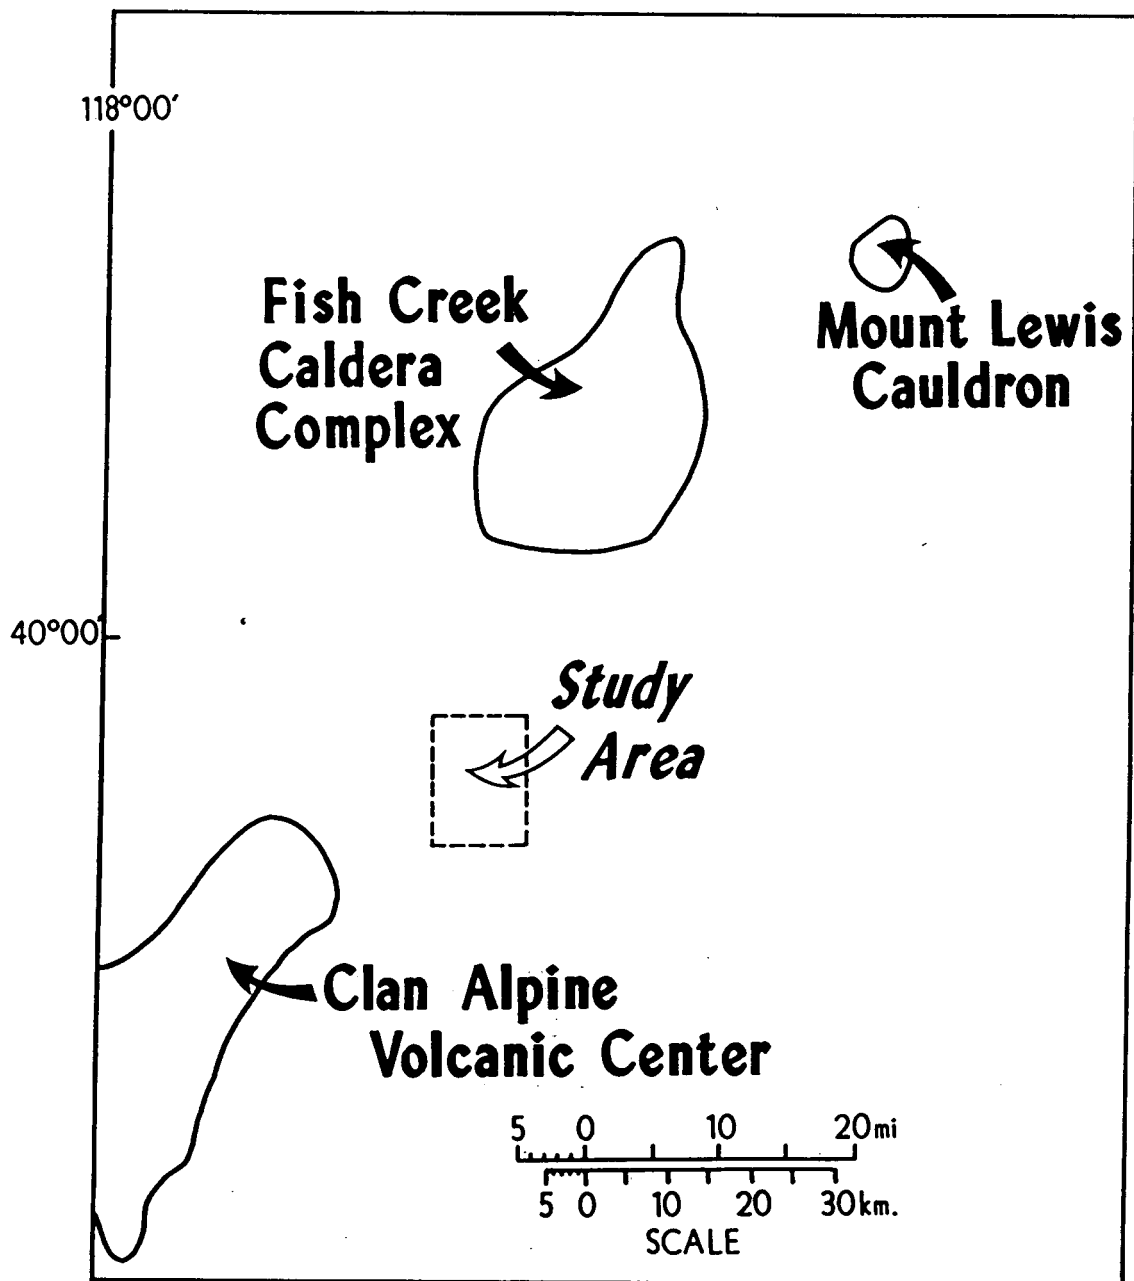 118°00′
Fish Creek
Caldera
Complex
Mount Lewis
Cauldron
40°00′
Study
Area
Clan Alpine
Volcanic Center
5 0 10 20 mi
5 0 10 20 30 km.
SCALE